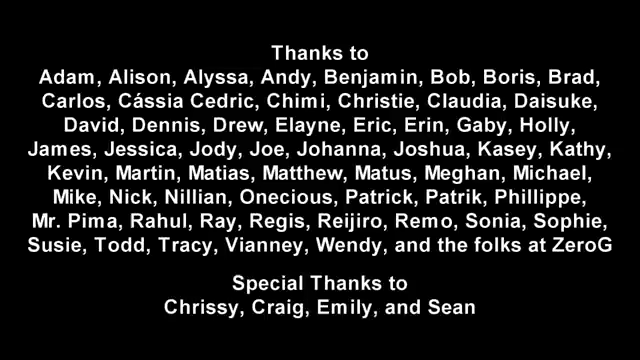 Thanks to
Adam, Alison, Alyssa, Andy, Benjamin, Bob, Boris, Brad,
Carlos, Cássia Cedric, Chimi, Christie, Claudia, Daisuke,
David, Dennis, Drew, Elayne, Eric, Erin, Gaby, Holly,
James, Jessica, Jody, Joe, Johanna, Joshua, Kasey, Kathy,
Kevin, Martin, Matias, Matthew, Matus, Meghan, Michael,
Mike, Nick, Nillian, Onecious, Patrick, Patrik, Phillippe,
Mr. Pima, Rahul, Ray, Regis, Reijiro, Remo, Sonia, Sophie,
Susie, Todd, Tracy, Vianney, Wendy, and the folks at ZeroG
Special Thanks to
Chrissy, Craig, Emily, and Sean